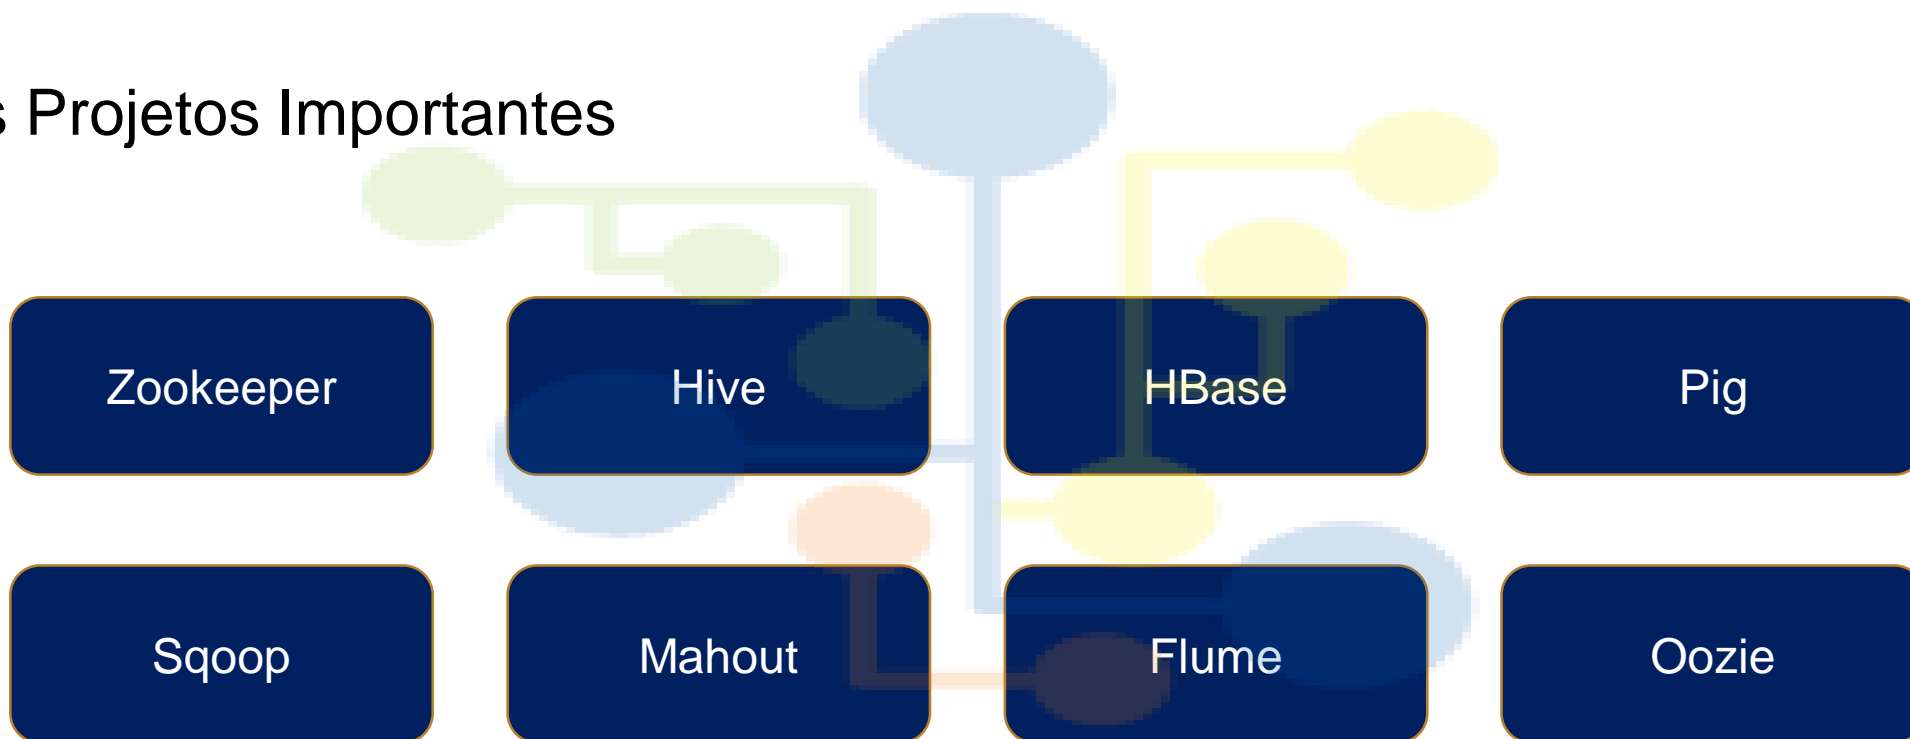 s Projetos Importantes
Zookeeper Hive HBase Pig
Sqoop Mahout Flume Oozie